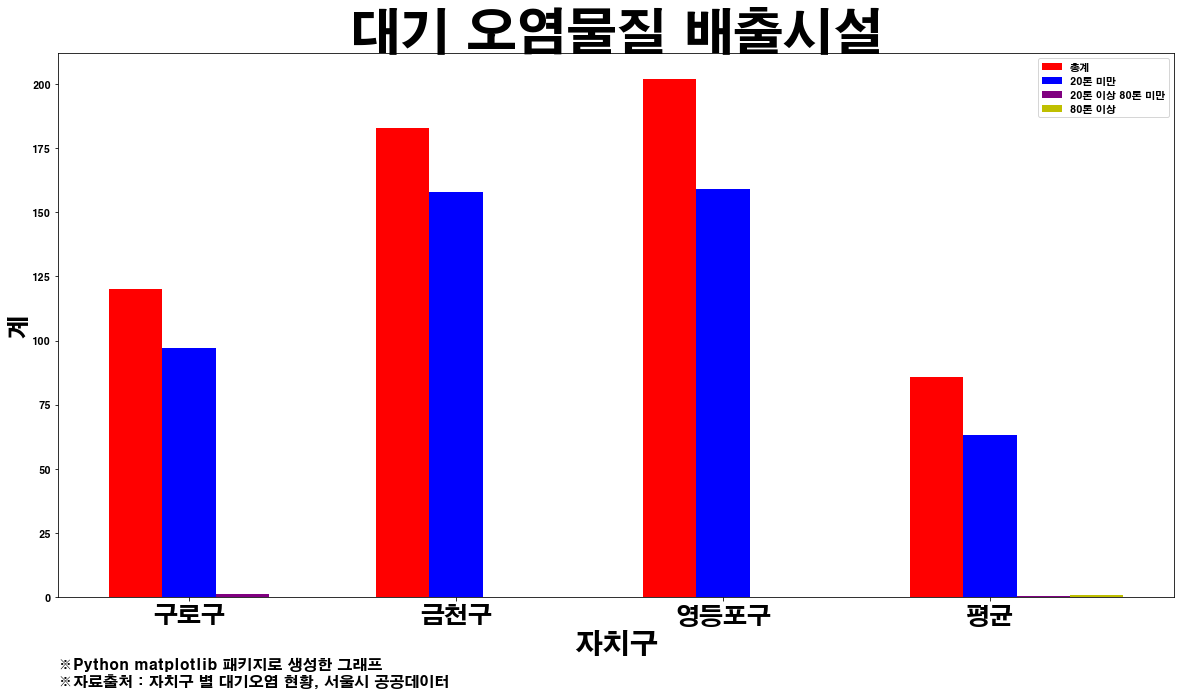 대기 오염물질 배출시설
총계
20톤 미만
20톤 이상 80톤 미만
80톤 이상
계
200
175
150
125
100
75
50
25
0
구로구 금천구 영등포구 평균
자치구
※Python matplotlib 패키지로 생성한 그래프
※자료출처 : 자치구 별 대기오염 현황, 서울시 공공데이터